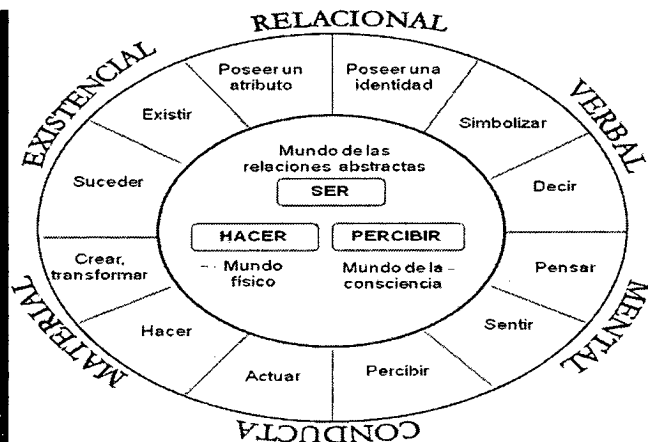 RELACIONAL
EXISTENCIAL
VERBAL
Poseer un
atributo
Poseer una
identidad
Existir
Simbolizar
Mundo de las
relaciones abstractas
SER
Suceder
Decir
HACER
PERCIBIR
Mundo
físico
Mundo de la
consciencia
Crear,
transformar
Pensar
Hacer
Sentir
Actuar
Percibir
MATERIAL
MENTAL
CONDUCTA